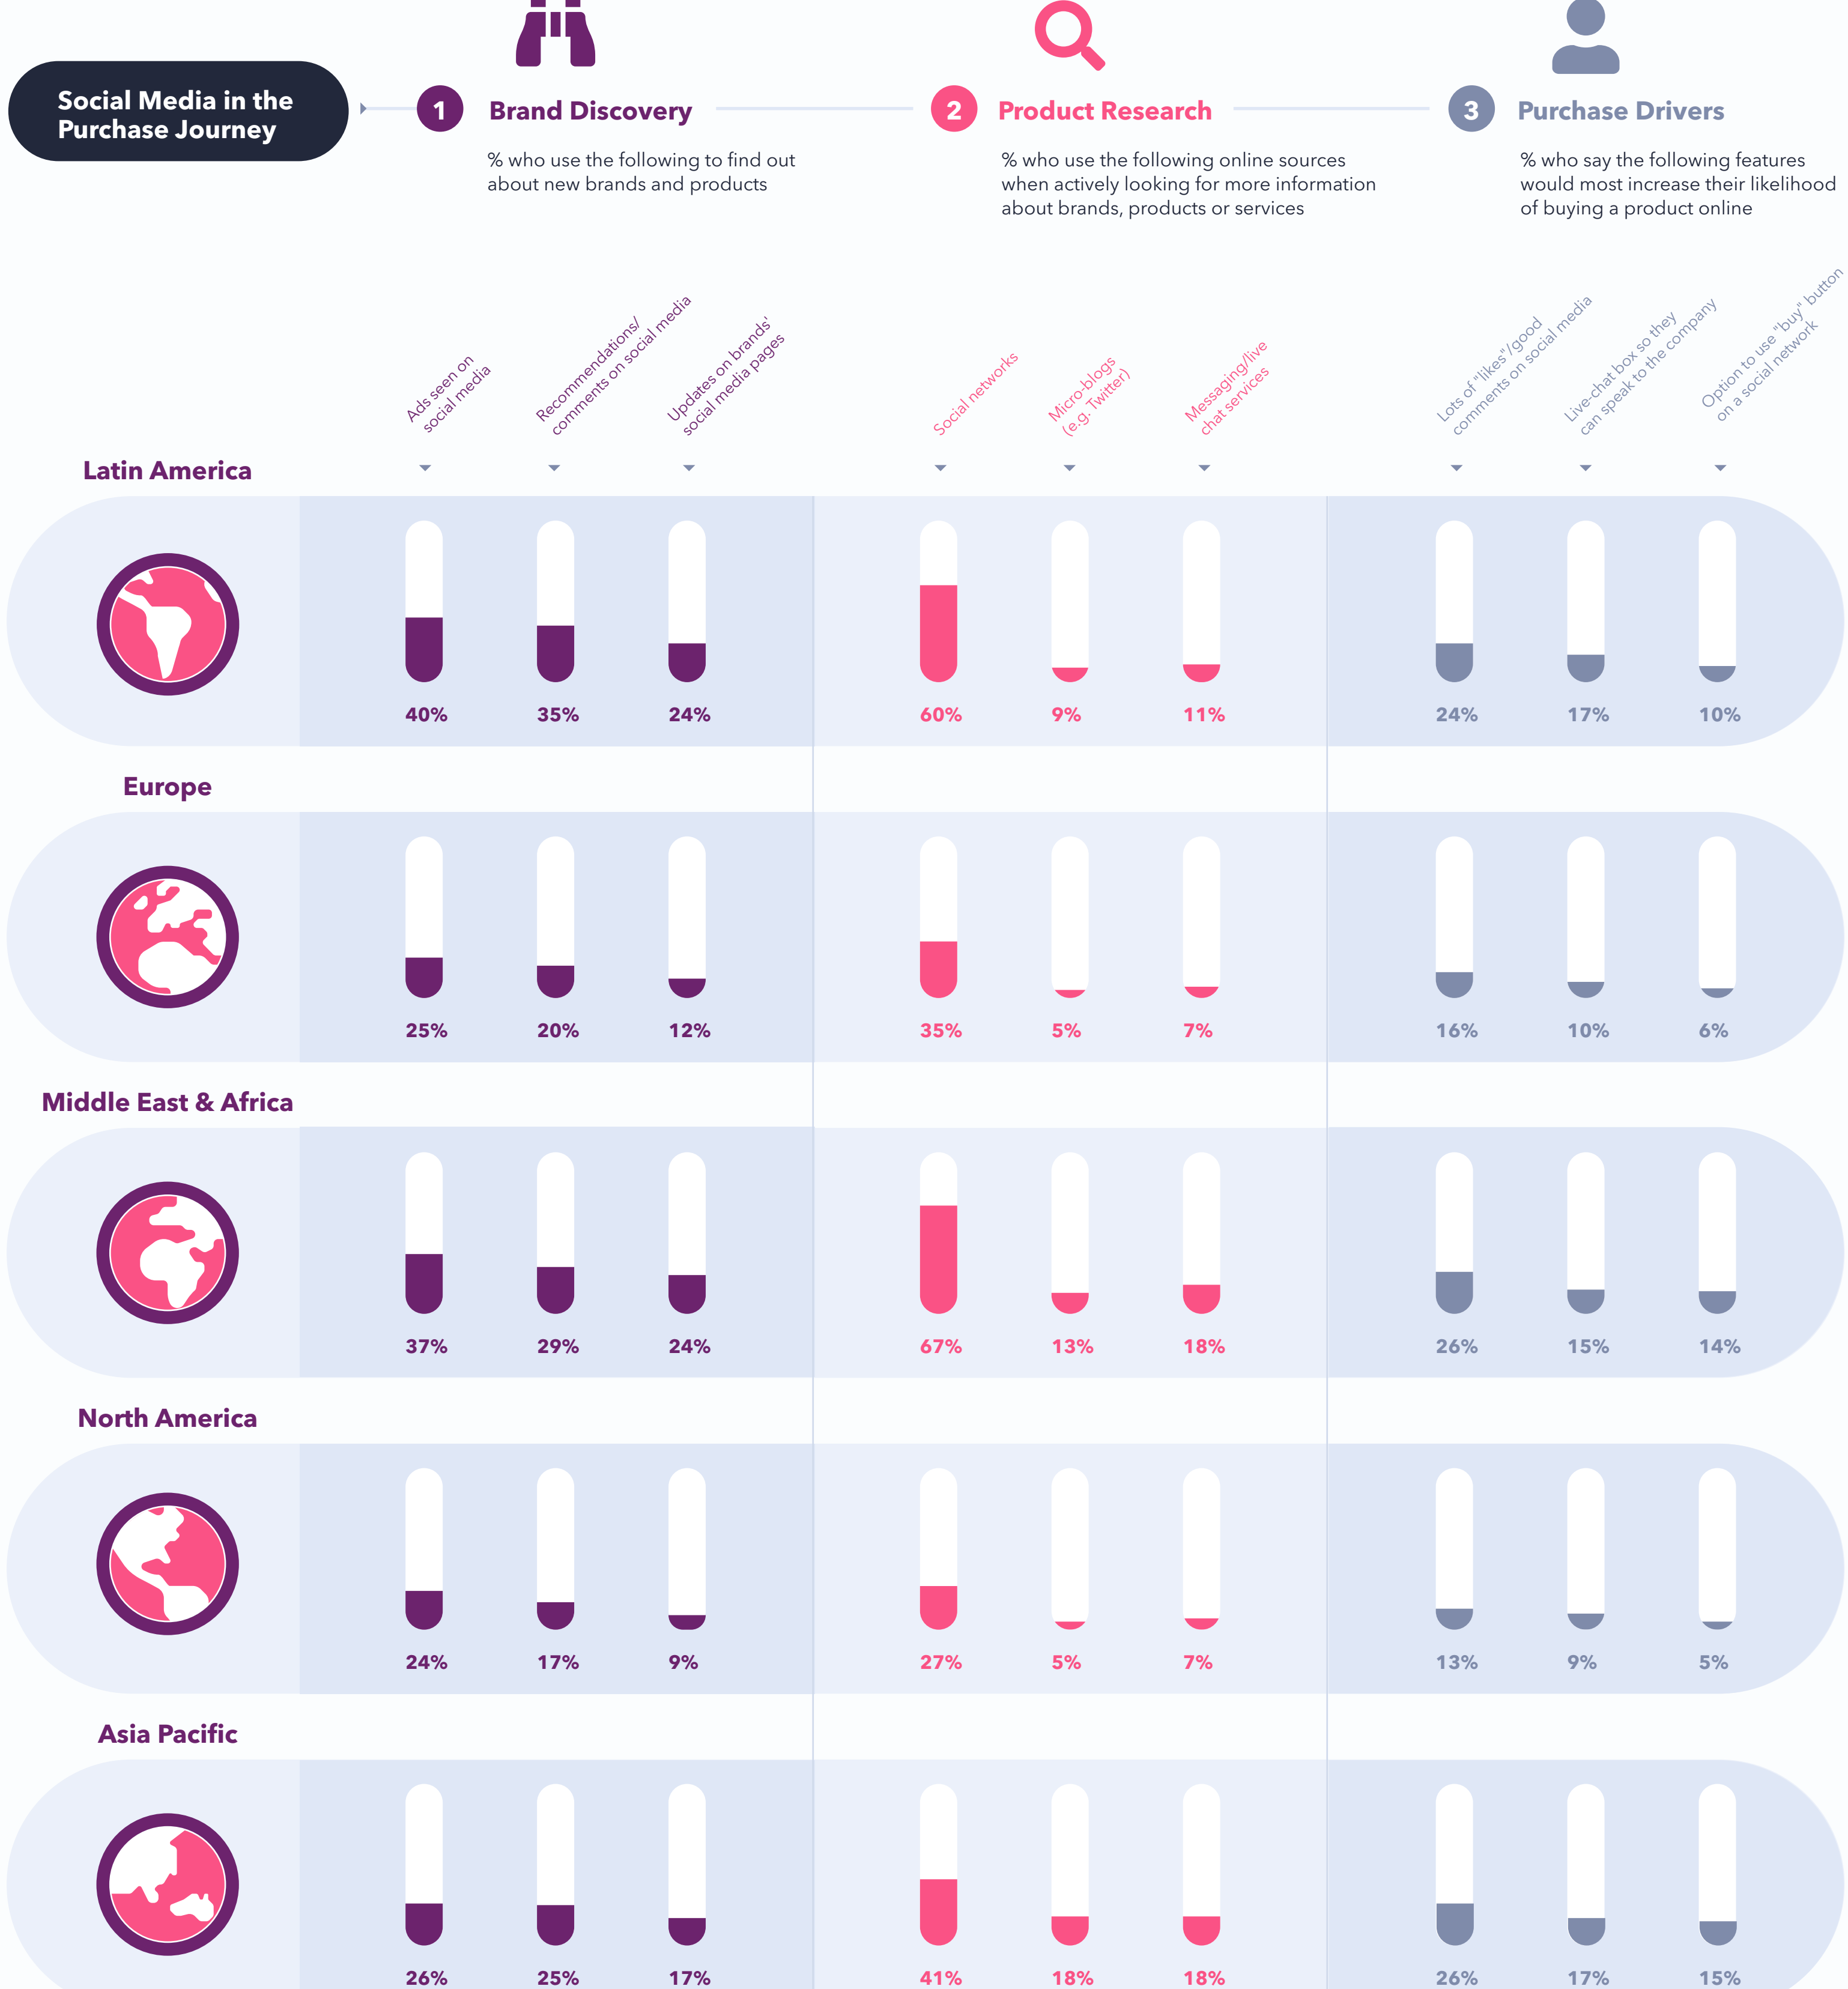 Social Media in the
Purchase Journey
1
Brand Discovery
% who use the following to find out
about new brands and products
2
Product Research
% who use the following online sources
when actively looking for more information
about brands, products or services
3
Purchase Drivers
% who say the following features
would most increase their likelihood
of buying a product online
Ads seen on
social media
Recommendations/
comments on social media
Updates on brands'
social media pages
Social networks
Micro-blogs
(e.g. Twitter)
Messaging/live
chat services
Lots of "likes"/good
comments on social media
Live-chat box so they
can speak to the company
Option to use "buy" button
on a social network
Latin America
40% 35% 24% 60% 9% 11% 24% 17% 10%
Europe
25% 20% 12% 35% 5% 7% 16% 10% 6%
Middle East & Africa
37% 29% 24% 67% 13% 18% 26% 15% 14%
North America
24% 17% 9% 27% 5% 7% 13% 9% 5%
Asia Pacific
26% 25% 17% 41% 18% 18% 26% 17% 15%